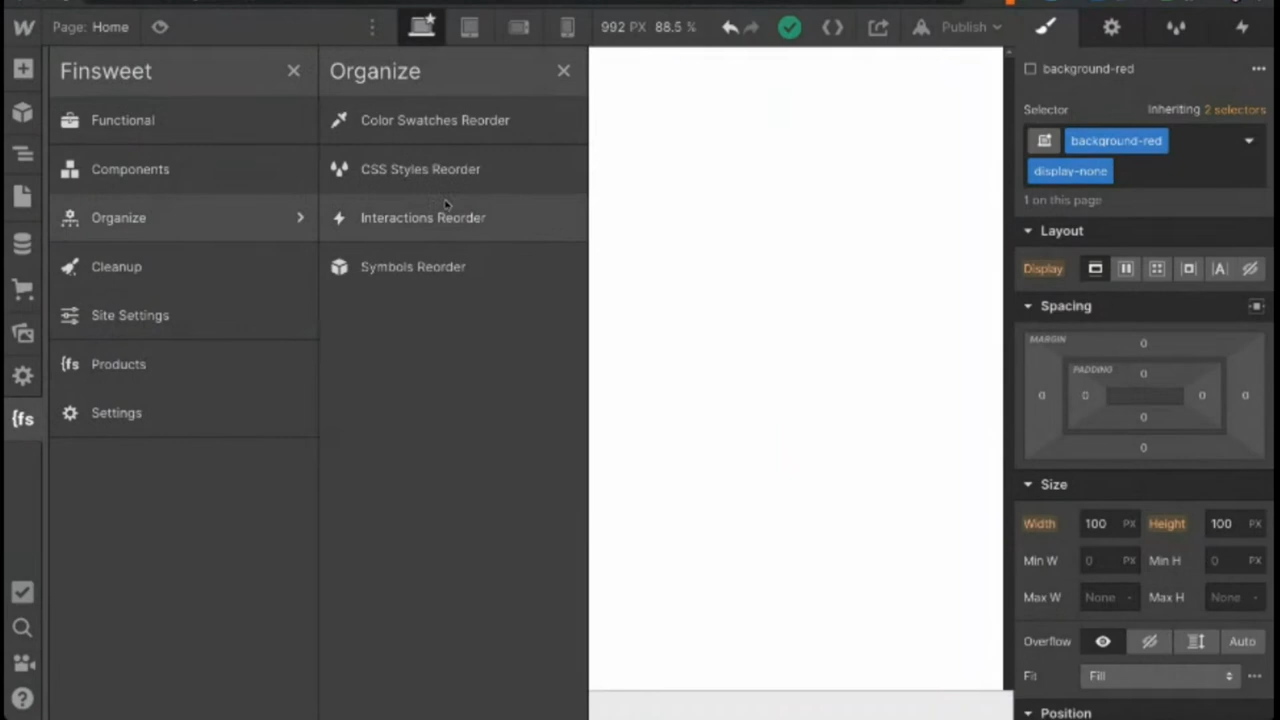 Page: Home
992 PX 88.5 %
Publish
Finsweet
Functional
Components
Organize
Cleanup
Site Settings
{fs Products
Settings
{fs
Organize
Color Swatches Reorder
CSS Styles Reorder
Interactions Reorder
Symbols Reorder
background-red
Selector
Inheriting 2 selectors
background-red
display-none
1 on this page
Layout
Display
Spacing
MARGIN
0
PADDING
0
0 0 0 0
0
0
Size
Width 100 PX Height 100 PX
Min W 0 PX Min H 0 PX
Max W None - Max H None -
Overflow Auto
Fit Fill
Position